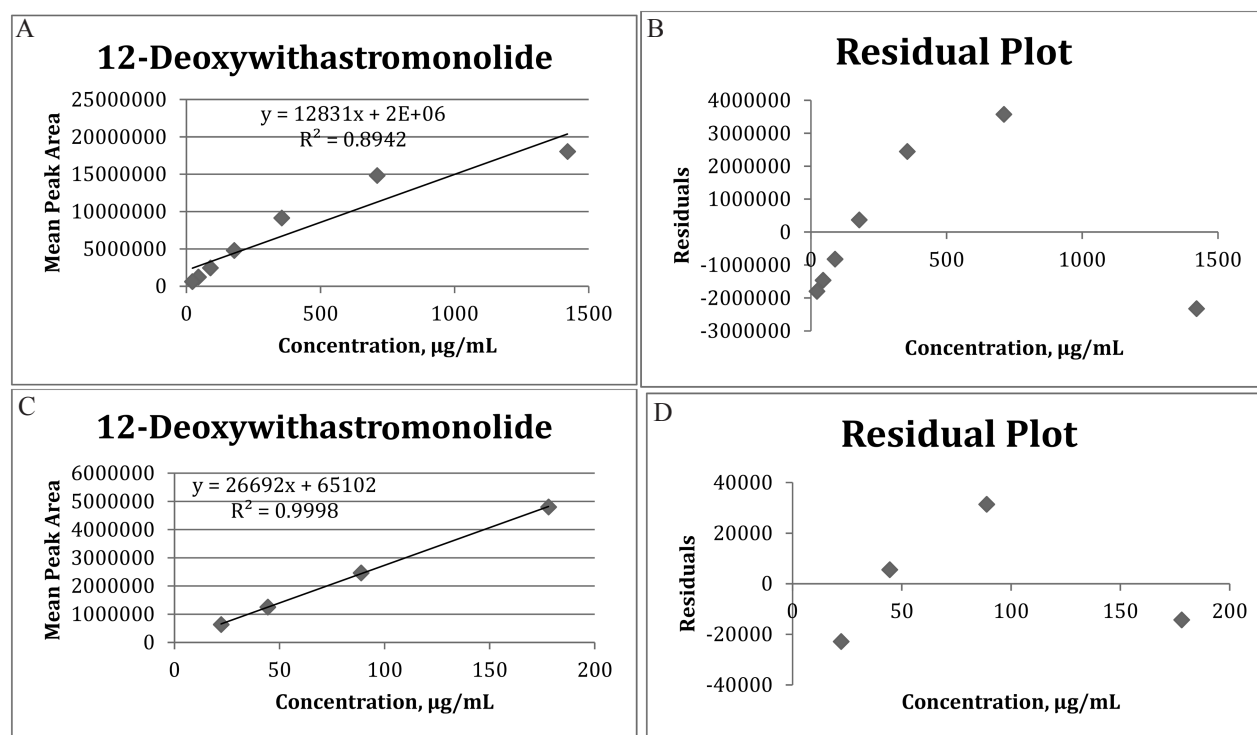 A
12-Deoxywithastromonolide
y = 12831x + 2E+06
R² = 0.8942
Mean Peak Area
25000000
20000000
15000000
10000000
5000000
0
0 500 1000 1500
Concentration, µg/mL
B
Residual Plot
Residuals
4000000
3000000
2000000
1000000
0
-1000000
-2000000
-3000000
0 500 1000 1500
Concentration, µg/mL
C
12-Deoxywithastromonolide
y = 26692x + 65102
R² = 0.9998
Mean Peak Area
6000000
5000000
4000000
3000000
2000000
1000000
0
0 50 100 150 200
Concentration, µg/mL
D
Residual Plot
Residuals
40000
20000
0
-20000
-40000
0 50 100 150 200
Concentration, µg/mL